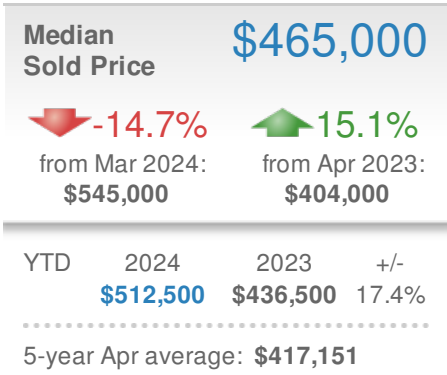 Median
Sold Price
$465,000
-14.7% 15.1%
from Mar 2024: from Apr 2023:
$545,000 $404,000
YTD 2024 2023 +/-
$512,500 $436,500 17.4%
5-year Apr average: $417,151